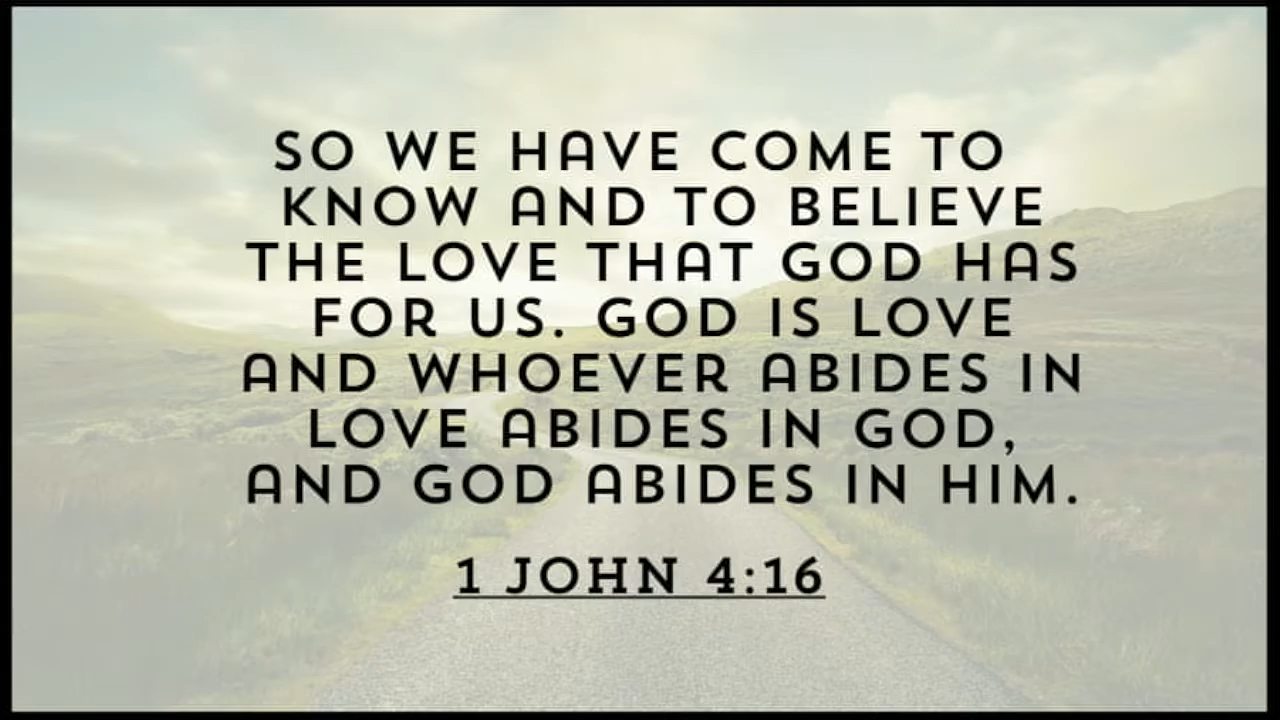 SO WE HAVE COME TO
KNOW AND TO BELIEVE
THE LOVE THAT GOD HAS
FOR US. GOD IS LOVE
AND WHOEVER ABIDES IN
LOVE ABIDES IN GOD,
AND GOD ABIDES IN HIM.
1 JOHN 4:16